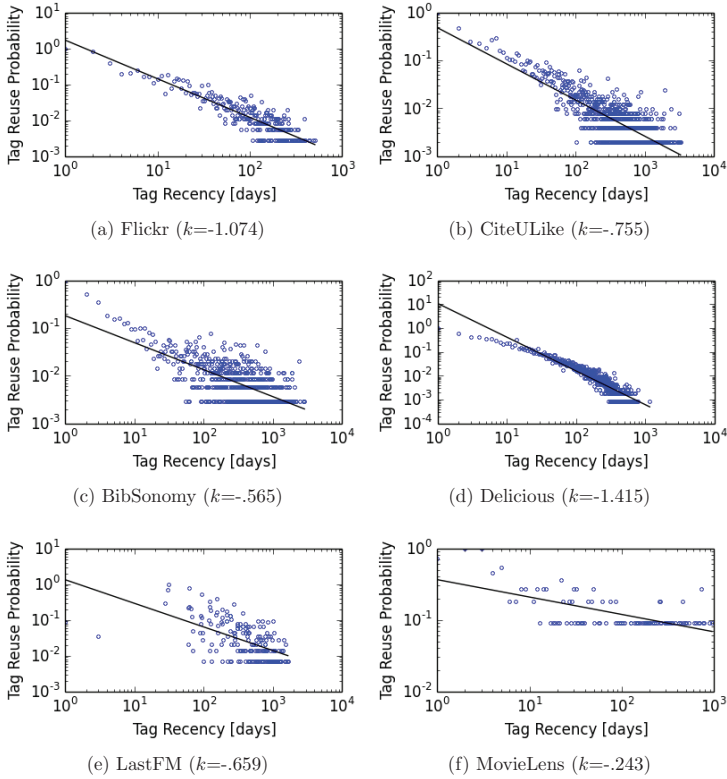 10^1
10^0
10^-1
10^-2
10^-3
Tag Reuse Probability
10^0 10^1 10^2 10^3
Tag Recency [days]
(a) Flickr (k=-1.074)
10^0
10^-1
10^-2
10^-3
Tag Reuse Probability
10^0 10^1 10^2 10^3 10^4
Tag Recency [days]
(b) CiteULike (k=-.755)
10^0
10^-1
10^-2
10^-3
Tag Reuse Probability
10^0 10^1 10^2 10^3 10^4
Tag Recency [days]
(c) BibSonomy (k=-.565)
10^2
10^1
10^0
10^-1
10^-2
10^-3
10^-4
Tag Reuse Probability
10^0 10^1 10^2 10^3 10^4
Tag Recency [days]
(d) Delicious (k=-1.415)
10^1
10^0
10^-1
10^-2
10^-3
Tag Reuse Probability
10^0 10^1 10^2 10^3 10^4
Tag Recency [days]
(e) LastFM (k=-.659)
10^0
10^-1
10^-2
Tag Reuse Probability
10^0 10^1 10^2 10^3
Tag Recency [days]
(f) MovieLens (k=-.243)